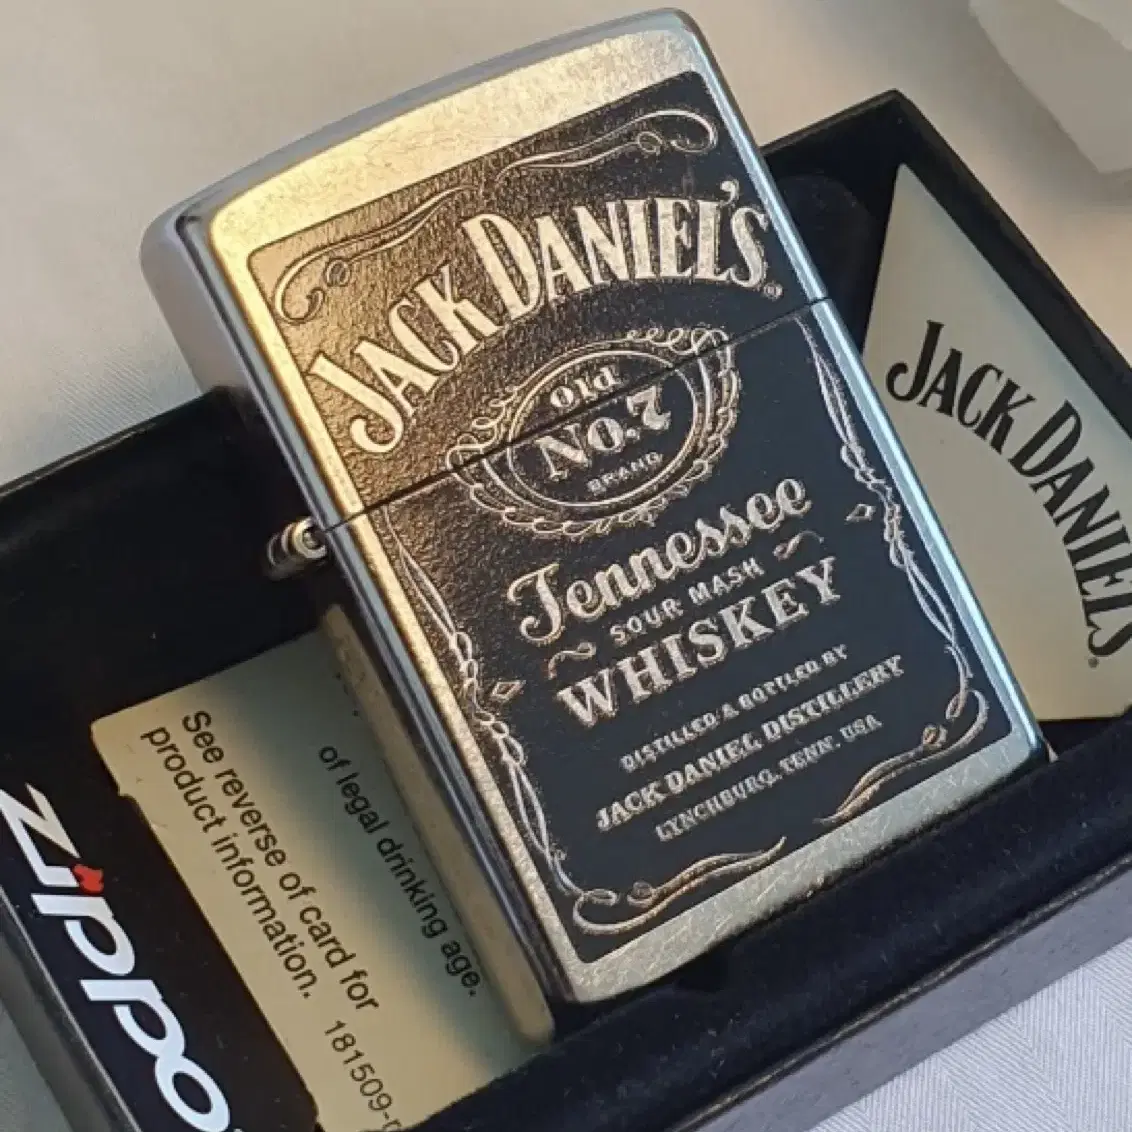 JACK DANIEL'S
Old
No.7
BRAND
Tennessee
SOUR MASH
WHISKEY
DISTILLED & BOTTLED BY
JACK DANIEL DISTILLERY
LYNCHBURG, TENN. USA
JACK DANIEL'S
of legal drinking age.
See reverse of card for
product information.
181509-
zippo